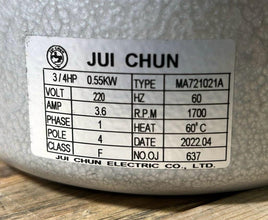 JUI CHUN
3/4HP 0.55KW TYPE MA721021A
VOLT 220 HZ 60
AMP 3.6 R.P.M 1700
PHASE 1 HEAT 60°C
POLE 4 DATE 2022.04
CLASS E NO.OJ 637
JUI CHUN ELECTRIC CO., LTD.